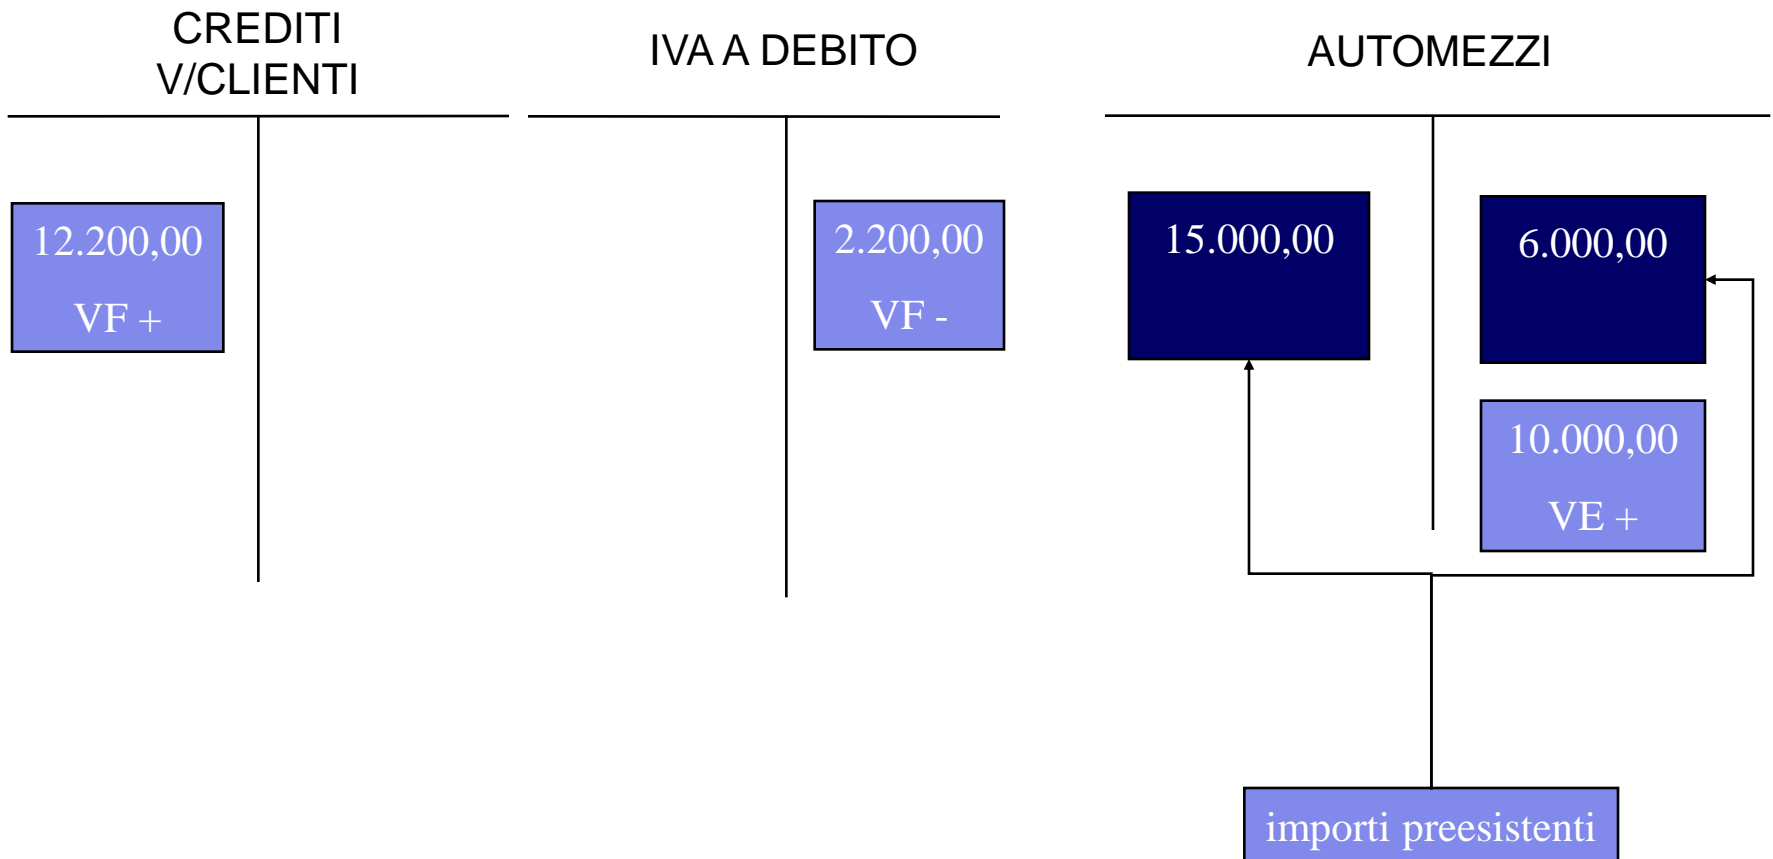 CREDITI
V/CLIENTI
IVA A DEBITO
AUTOMEZZI
12.200,00
VF +
2.200,00
VF -
15.000,00
6.000,00
10.000,00
VE +
importi preesistenti